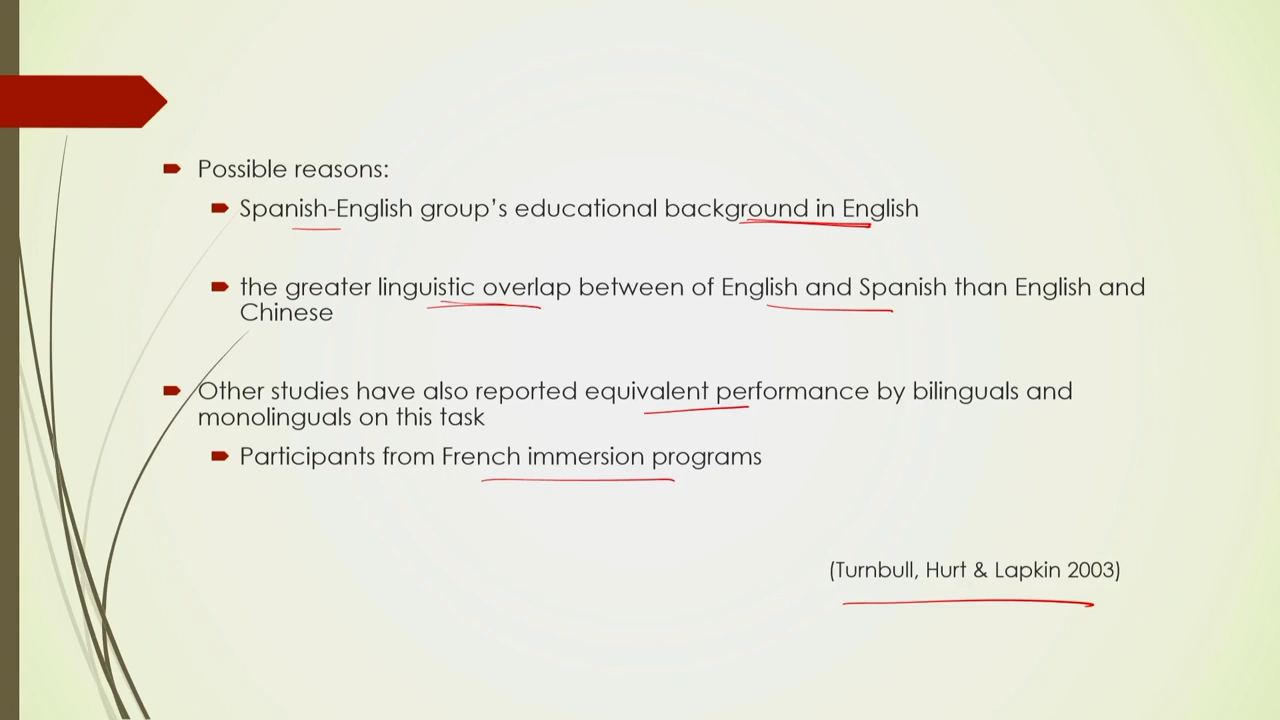 Possible reasons:
Spanish-English group's educational background in English
the greater linguistic overlap between of English and Spanish than English and
Chinese
Other studies have also reported equivalent performance by bilinguals and
monolinguals on this task
Participants from French immersion programs
(Turnbull, Hurt & Lapkin 2003)